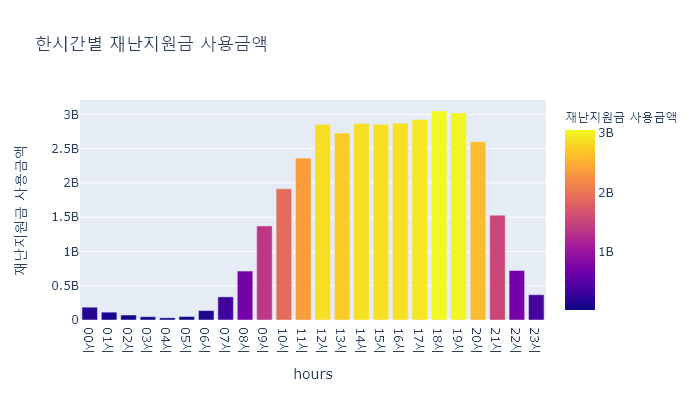 한시간별 재난지원금 사용금액
재난지원금 사용금액
3B
2.5B
2B
1.5B
1B
0.5B
0
00시
01시
02시
03시
04시
05시
06시
07시
08시
09시
10시
11시
12시
13시
14시
15시
16시
17시
18시
19시
20시
21시
22시
23시
hours
재난지원금 사용금액
3B
2B
1B